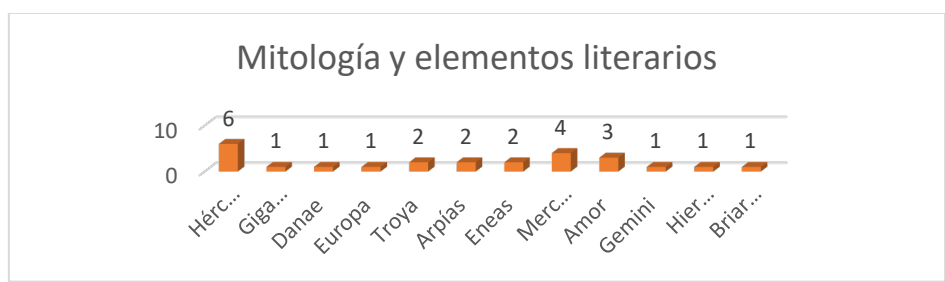 Mitología y elementos literarios
10
0
6
1
1
1
2
2
2
4
3
1
1
1
Hérc...
Giga...
Danae
Europa
Troya
Arpías
Eneas
Merc...
Amor
Gemini
Hier...
Briar...